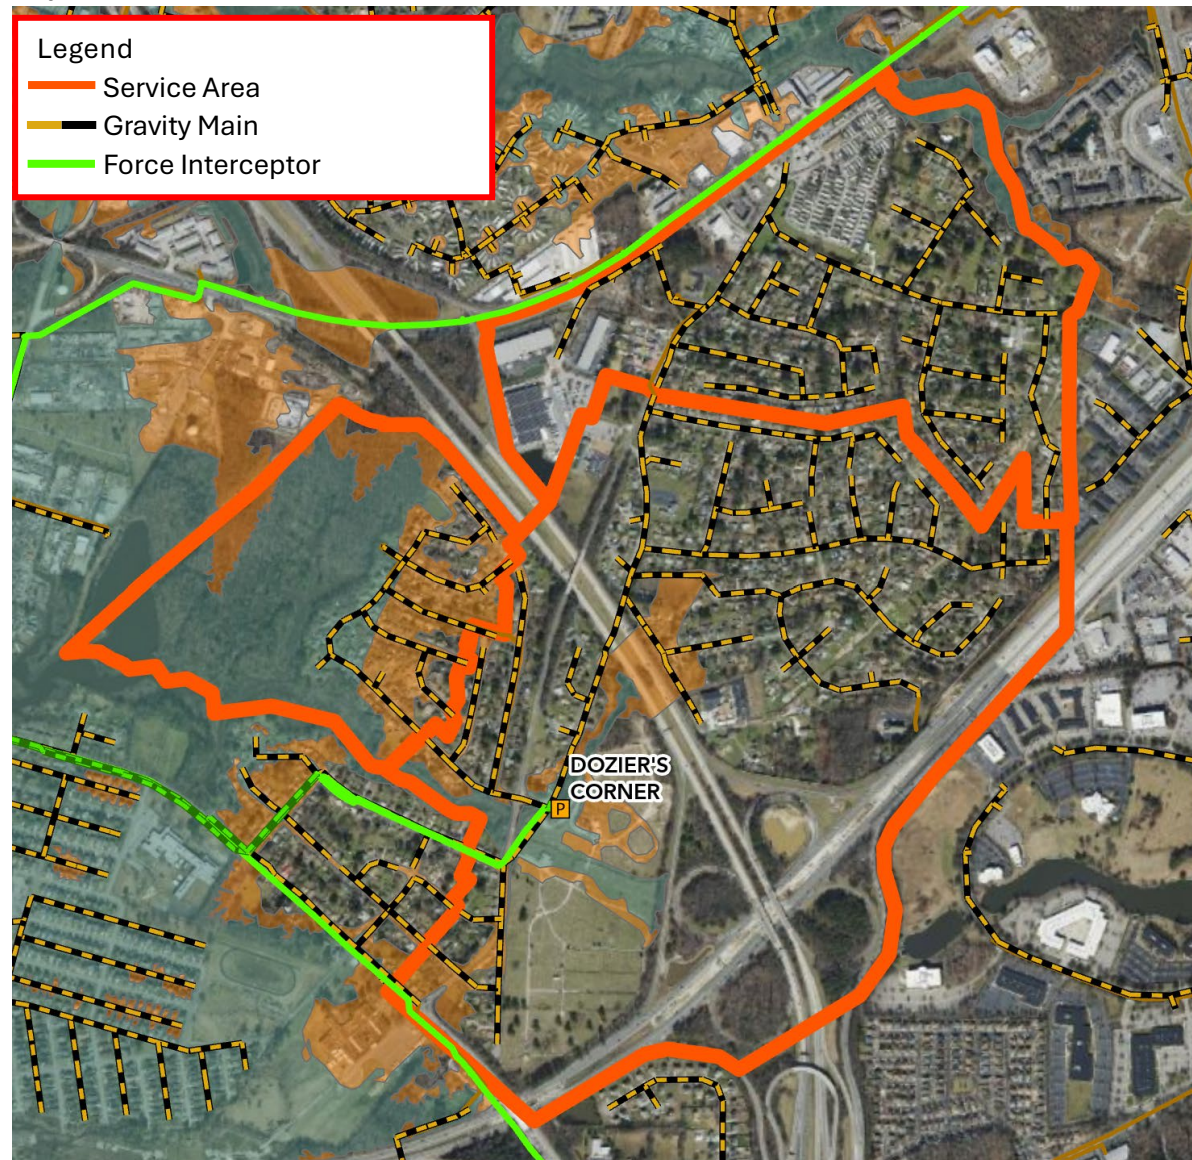 Legend
Service Area
Gravity Main
Force Interceptor
DOZIER'S
CORNER
P